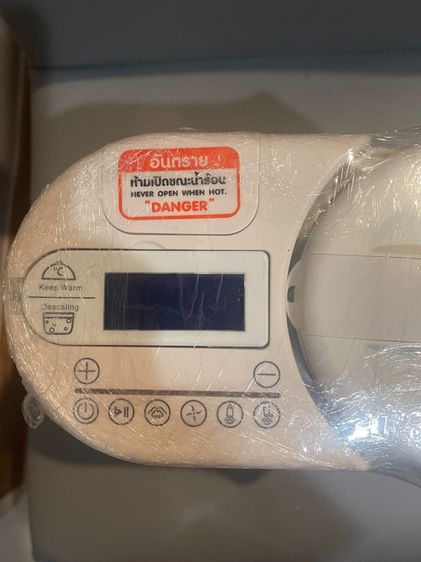 อันตราย !
ห้ามเปิดขณะน้ำร้อน
NEVER OPEN WHEN HOT.
"DANGER"
°C
Keep Warm
Descaling